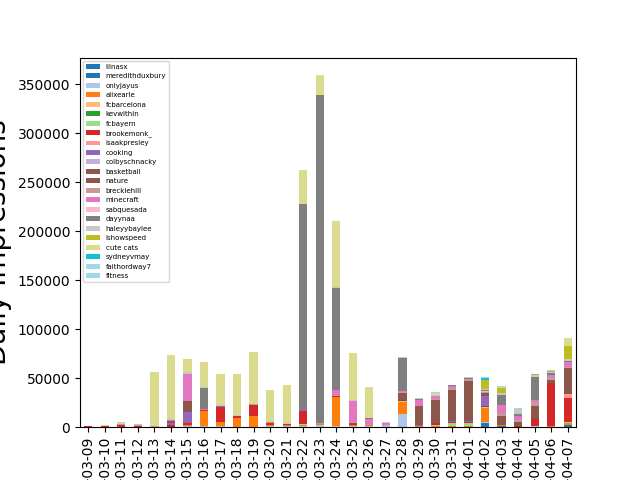 Daily Impressions
350000
300000
250000
200000
150000
100000
50000
0
illnasx
meredithduxbury
onlyjayus
alixearle
fcbarcelona
kevwithin
fcbayern
brookemonk_
isaakpresley
cooking
colbyschnacky
basketball
nature
breckiehill
minecraft
sabquesada
dayynaa
haleyybaylee
ishowspeed
cute cats
sydneyvmay
faithordway7
fitness
03-09
03-10
03-11
03-12
03-13
03-14
03-15
03-16
03-17
03-18
03-19
03-20
03-21
03-22
03-23
03-24
03-25
03-26
03-27
03-28
03-29
03-30
03-31
04-01
04-02
04-03
04-04
04-05
04-06
04-07